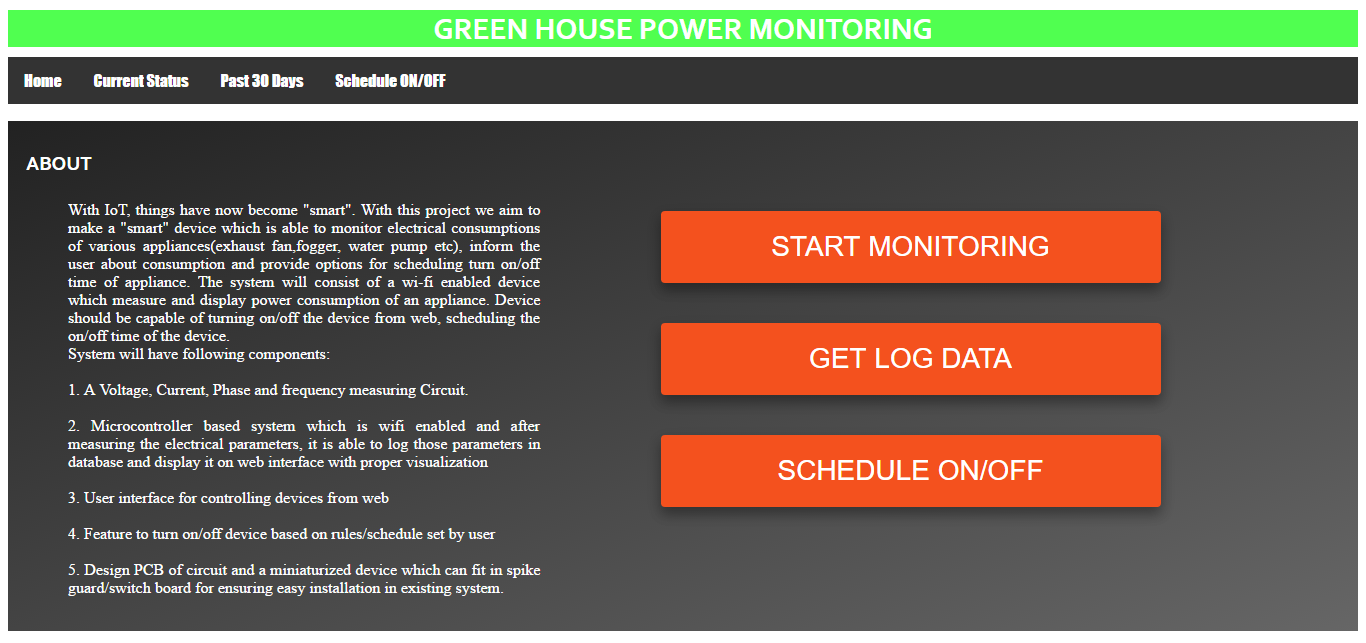 GREEN HOUSE POWER MONITORING
Home Current Status Past 30 Days Schedule ON/OFF
ABOUT
With IoT, things have now become "smart". With this project we aim to
make a "smart" device which is able to monitor electrical consumptions
of various appliances(exhaust fan,fogger, water pump etc), inform the
user about consumption and provide options for scheduling turn on/off
time of appliance. The system will consist of a wi-fi enabled device
which measure and display power consumption of an appliance. Device
should be capable of turning on/off the device from web, scheduling the
on/off time of the device.
System will have following components:
1. A Voltage, Current, Phase and frequency measuring Circuit.
2. Microcontroller based system which is wifi enabled and after
measuring the electrical parameters, it is able to log those parameters in
database and display it on web interface with proper visualization
3. User interface for controlling devices from web
4. Feature to turn on/off device based on rules/schedule set by user
5. Design PCB of circuit and a miniaturized device which can fit in spike
guard/switch board for ensuring easy installation in existing system.
START MONITORING
GET LOG DATA
SCHEDULE ON/OFF